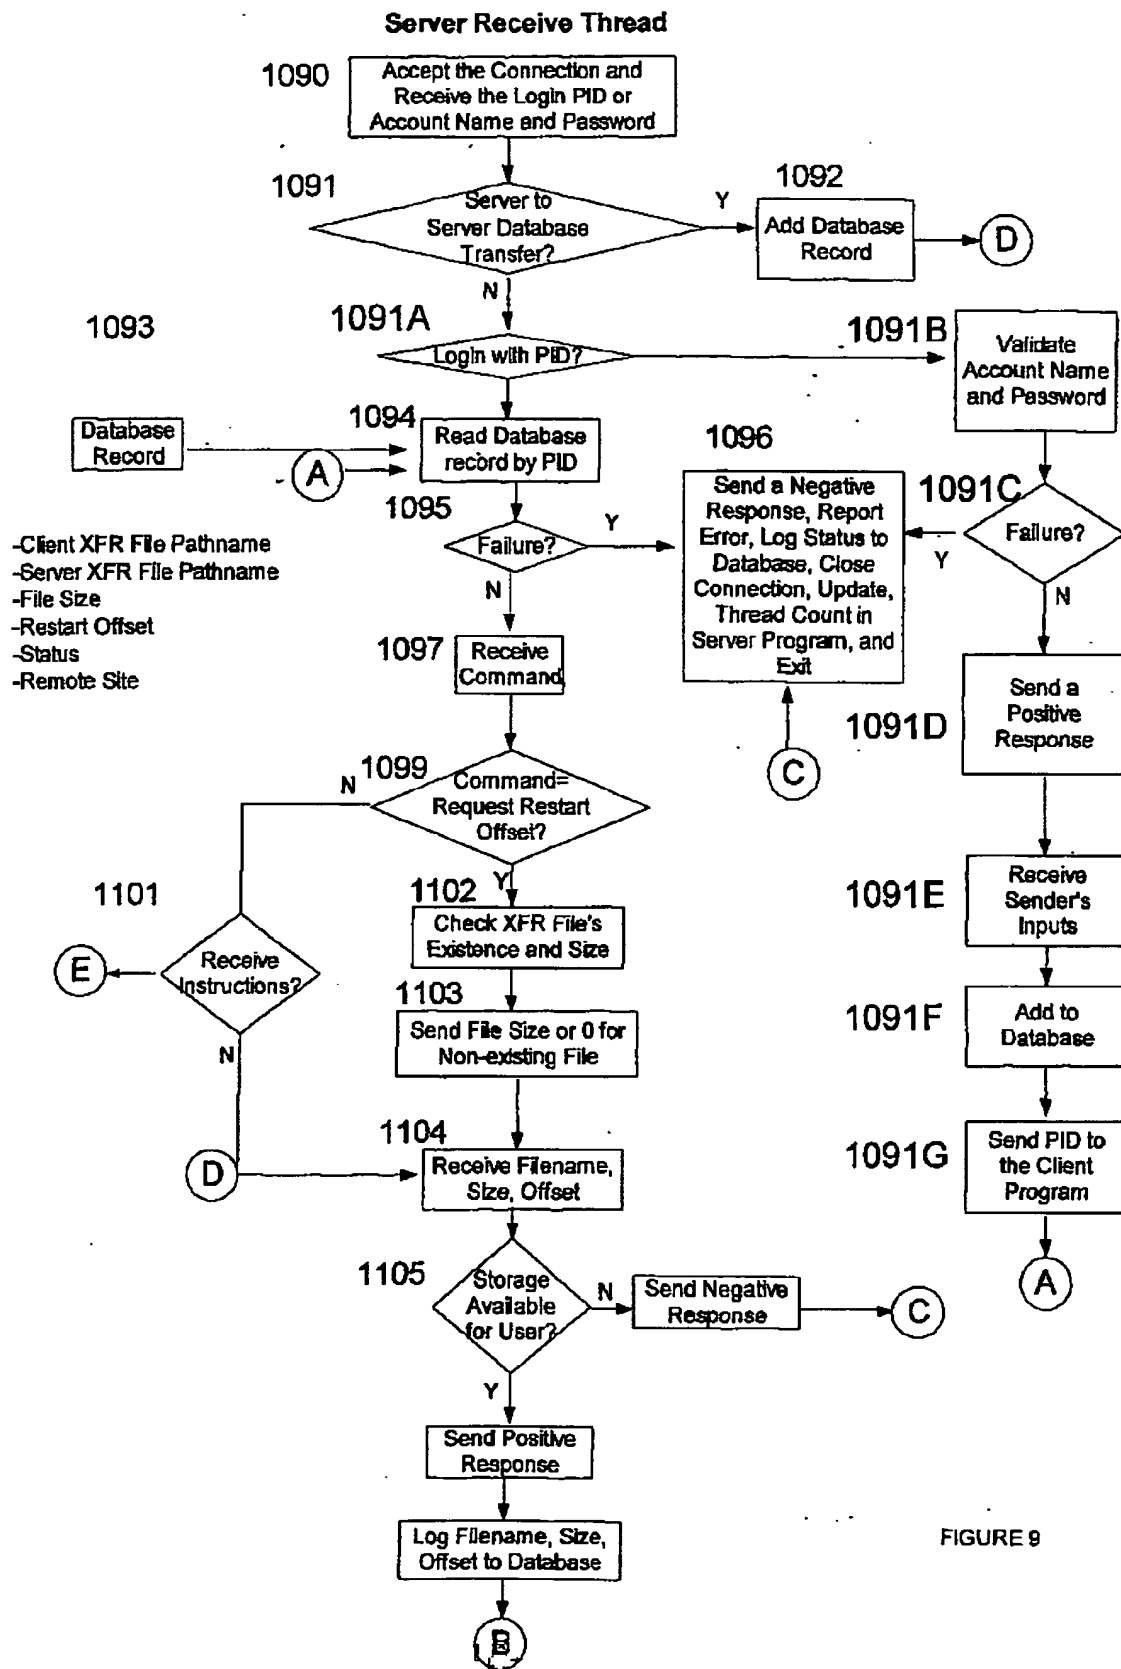 Server Receive Thread
1090
Accept the Connection and
Receive the Login PID or
Account Name and Password
1091
Server to
Server Database
Transfer?
Y
1092
Add Database
Record
D
N
1091A
Login with PID?
1091B
Validate
Account Name
and Password
1093
Database
Record
A
1094
Read Database
record by PID
-Client XFR File Pathname
-Server XFR File Pathname
-File Size
-Restart Offset
-Status
-Remote Site
1095
Failure?
Y
N
1096
Send a Negative
Response, Report
Error, Log Status to
Database, Close
Connection, Update,
Thread Count in
Server Program, and
Exit
C
1091C
Failure?
Y
N
1091D
Send a
Positive
Response
1097
Receive
Command
1099
Command=
Request Restart
Offset?
N
Y
1101
Receive
Instructions?
E
N
1102
Check XFR File's
Existence and Size
1103
Send File Size or 0 for
Non-existing File
1091E
Receive
Sender's
Inputs
1091F
Add to
Database
1091G
Send PID to
the Client
Program
A
D
1104
Receive Filename,
Size, Offset
1105
Storage
Available
for User?
N
Send Negative
Response
C
Y
Send Positive
Response
Log Filename, Size,
Offset to Database
B
FIGURE 9